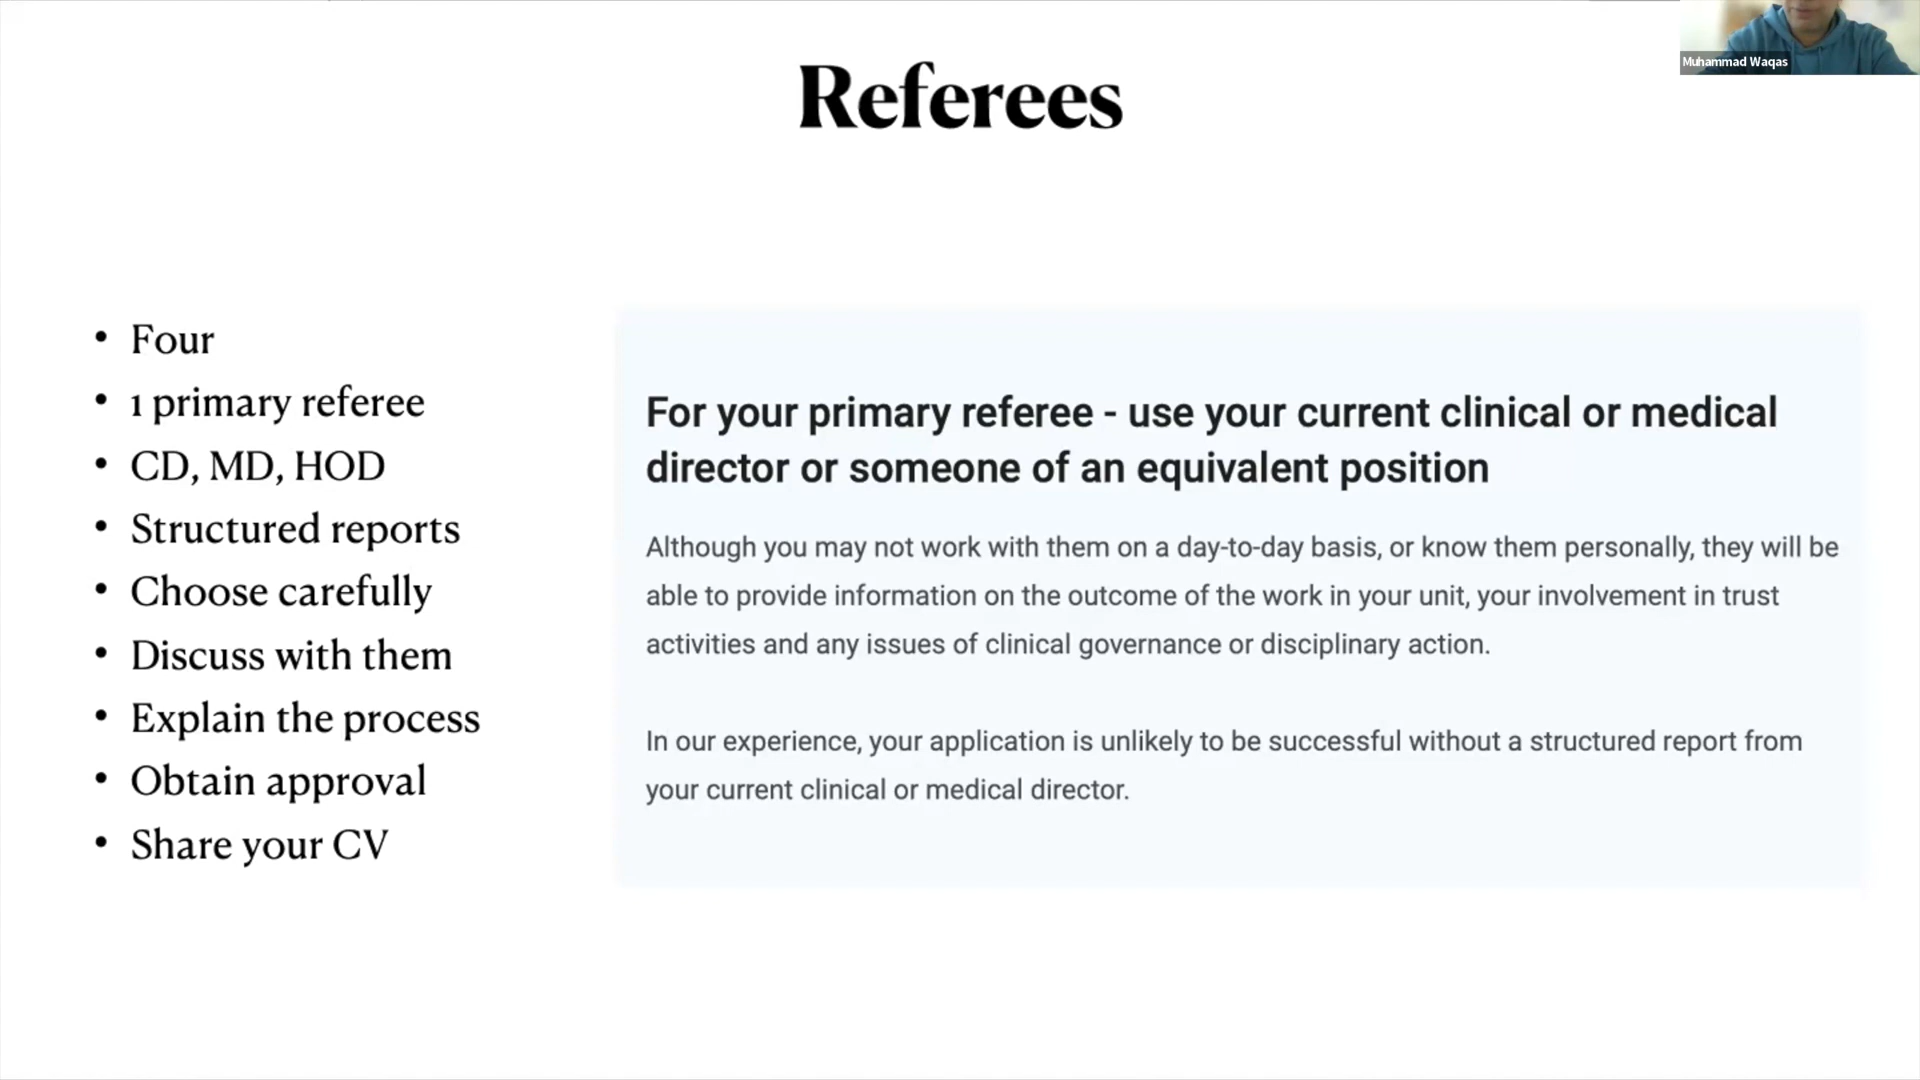 Muhammad Waqas
Referees
• Four
• 1 primary referee
• CD, MD, HOD
• Structured reports
• Choose carefully
• Discuss with them
• Explain the process
• Obtain approval
• Share your CV
For your primary referee - use your current clinical or medical
director or someone of an equivalent position
Although you may not work with them on a day-to-day basis, or know them personally, they will be
able to provide information on the outcome of the work in your unit, your involvement in trust
activities and any issues of clinical governance or disciplinary action.
In our experience, your application is unlikely to be successful without a structured report from
your current clinical or medical director.